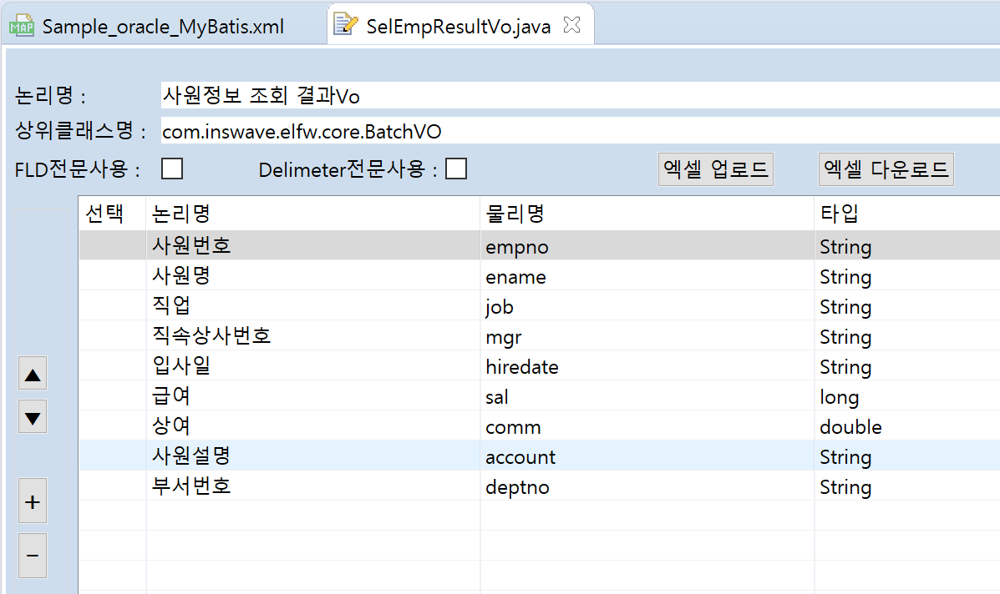 Sample_oracle_MyBatis.xml SelEmpResultVo.java
논리명 : 사원정보 조회 결과Vo
상위클래스명 : com.inswave.elfw.core.BatchVO
FLD전문사용 : Delimeter전문사용 : 엑셀 업로드 엑셀 다운로드
선택 논리명 물리명 타입
사원번호 empno String
사원명 ename String
직업 job String
직속상사번호 mgr String
입사일 hiredate String
급여 sal long
상여 comm double
사원설명 account String
부서번호 deptno String